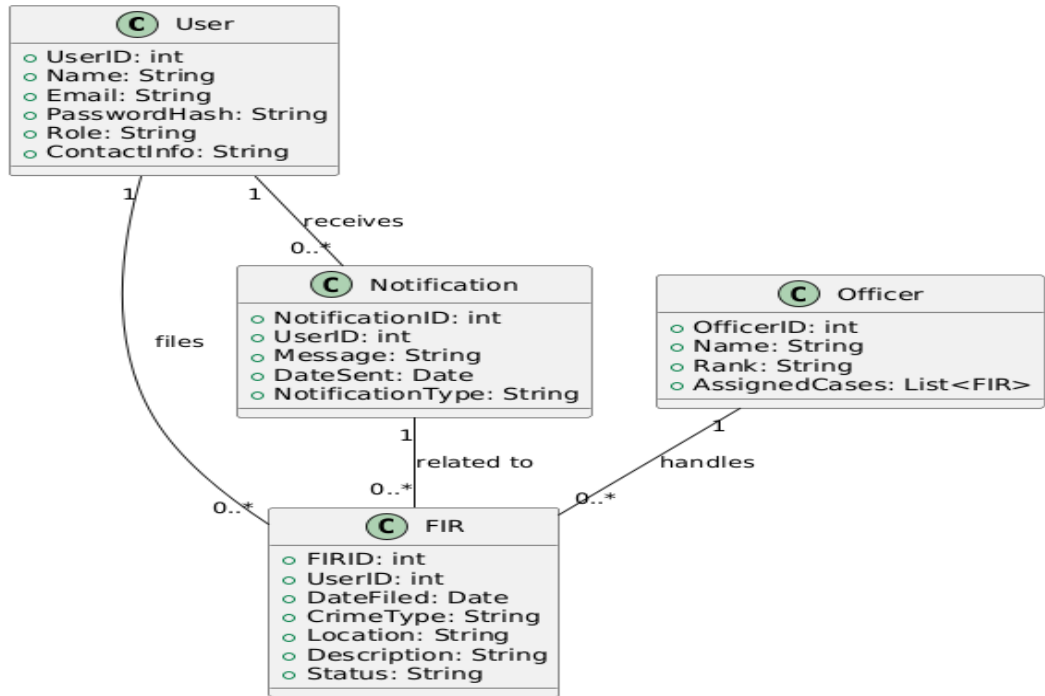 C User
UserID: int
Name: String
Email: String
PasswordHash: String
Role: String
ContactInfo: String
1
1
receives
0..*
files
C Notification
NotificationID: int
UserID: int
Message: String
DateSent: Date
NotificationType: String
C Officer
OfficerID: int
Name: String
Rank: String
AssignedCases: List<FIR>
1
related to
0..*
1
handles
0..*
0..*
C FIR
FIRID: int
UserID: int
DateFiled: Date
CrimeType: String
Location: String
Description: String
Status: String